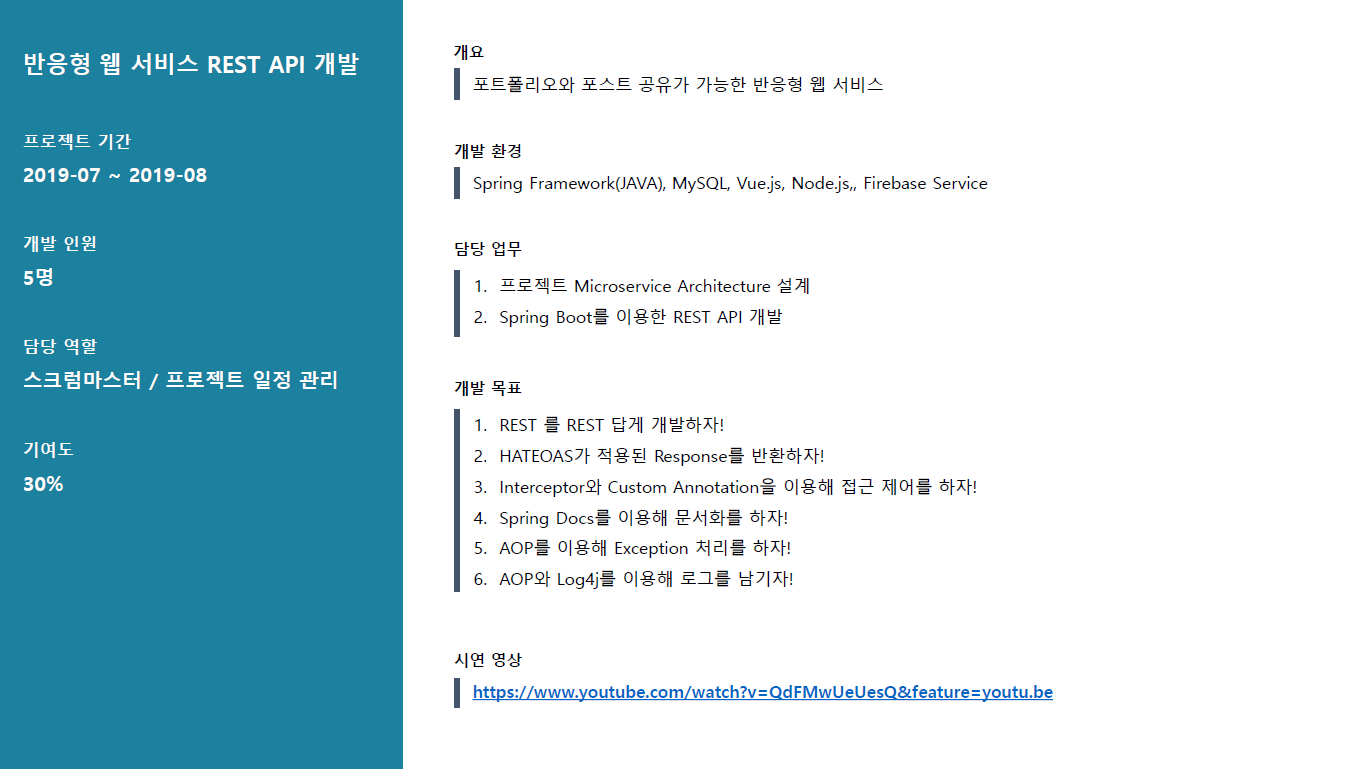 반응형 웹 서비스 REST API 개발
프로젝트 기간
2019-07 ~ 2019-08
개발 인원
5명
담당 역할
스크럼마스터 / 프로젝트 일정 관리
기여도
30%
개요
포트폴리오와 포스트 공유가 가능한 반응형 웹 서비스
개발 환경
Spring Framework(JAVA), MySQL, Vue.js, Node.js,, Firebase Service
담당 업무
1. 프로젝트 Microservice Architecture 설계
2. Spring Boot를 이용한 REST API 개발
개발 목표
1. REST 를 REST 답게 개발하자!
2. HATEOAS가 적용된 Response를 반환하자!
3. Interceptor와 Custom Annotation을 이용해 접근 제어를 하자!
4. Spring Docs를 이용해 문서화를 하자!
5. AOP를 이용해 Exception 처리를 하자!
6. AOP와 Log4j를 이용해 로그를 남기자!
시연 영상
https://www.youtube.com/watch?v=QdFMwUeUesQ&feature=youtu.be